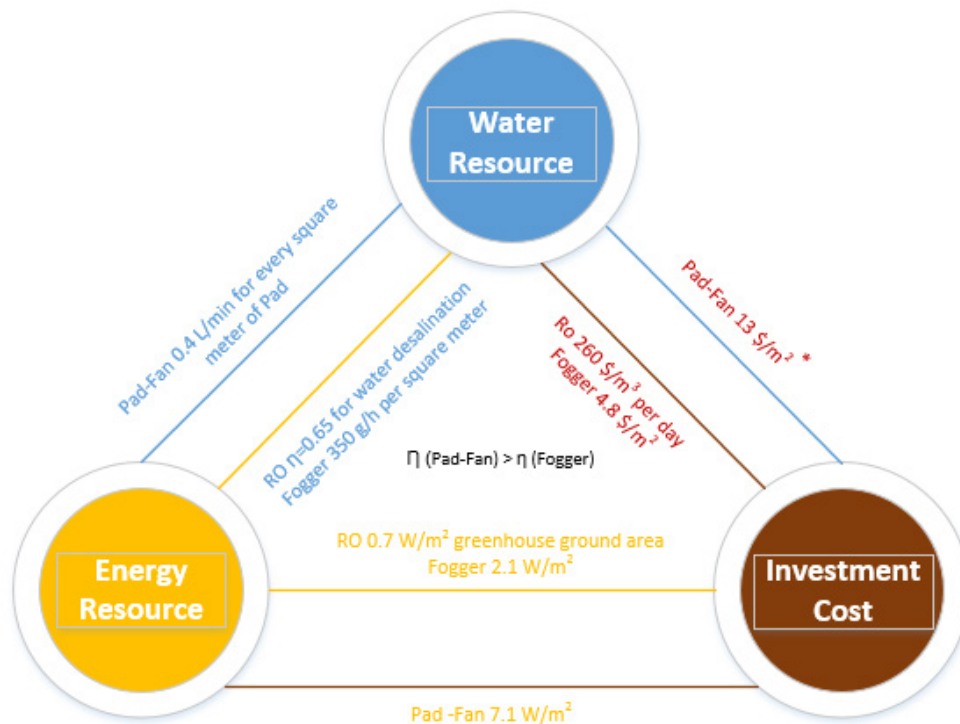 Water
Resource
Pad-Fan 0.4 L/min for every square
meter of Pad
RO η=0.65 for water desalination
Fogger 350 g/h per square meter
Ro 260 $/m³ per day
Fogger 4.8 $/m²
Pad-Fan 13 $/m² *
Π (Pad-Fan) > η (Fogger)
Energy
Resource
RO 0.7 W/m² greenhouse ground area
Fogger 2.1 W/m²
Investment
Cost
Pad -Fan 7.1 W/m²